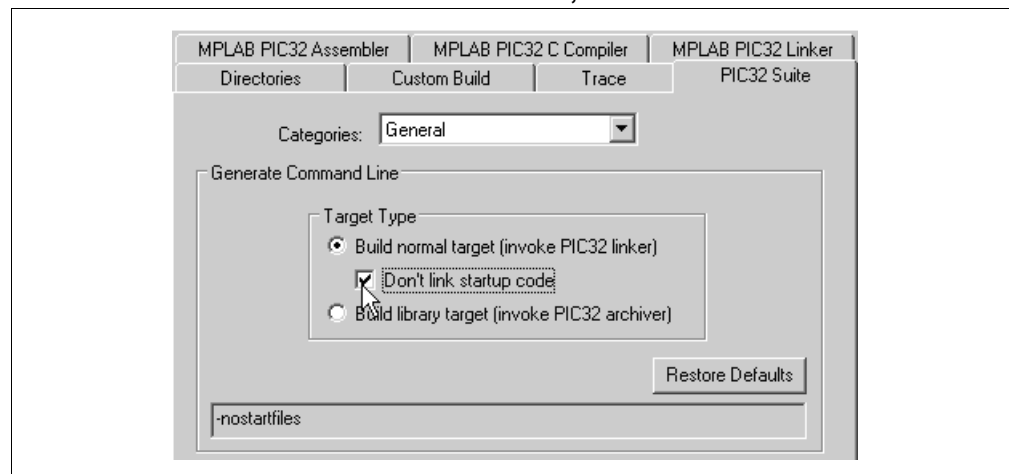 MPLAB PIC32 Assembler MPLAB PIC32 C Compiler MPLAB PIC32 Linker
Directories Custom Build Trace PIC32 Suite
Categories: General
Generate Command Line
Target Type
Build normal target (invoke PIC32 linker)
Don't link startup code
Build library target (invoke PIC32 archiver)
Restore Defaults
-nostartfiles